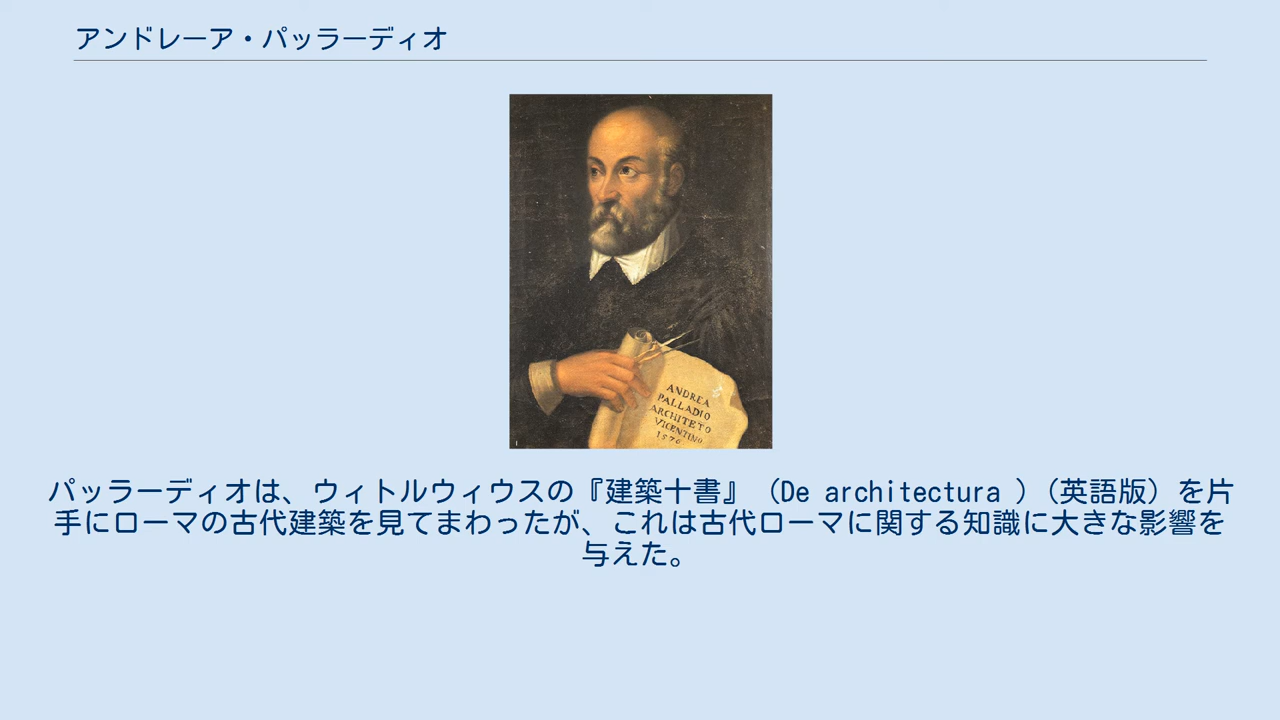 アンドレーア・パッラーディオ
ANDREA
PALLADIO
ARCHITETO
VICENTINO
1576
パッラーディオは、ウィトルウィウスの『建築十書』（De architectura ）（英語版）を片
手にローマの古代建築を見てまわったが、これは古代ローマに関する知識に大きな影響を
与えた。